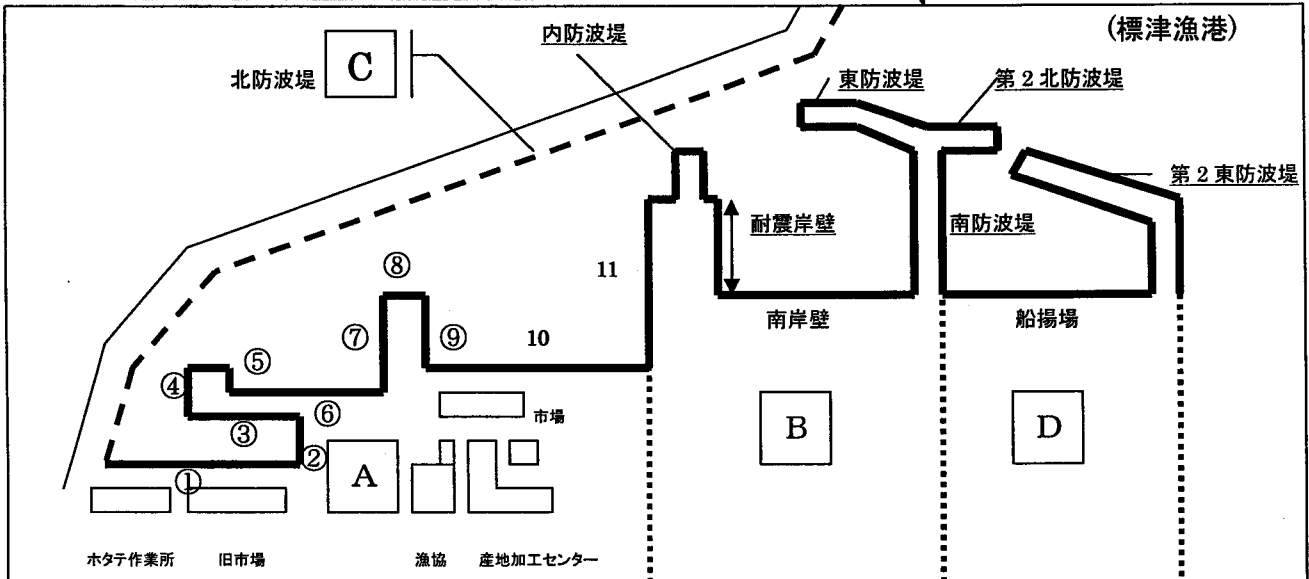 (標津漁港)
内防波堤
北防波堤
C
東防波堤
第2北防波堤
第2東防波堤
耐震岸壁
南防波堤
⑧
11
⑦
⑨
10
南岸壁
船揚場
⑤
④
⑥
市場
③
②
①
A
B
D
ホタテ作業所
旧市場
漁協
産地加工センター